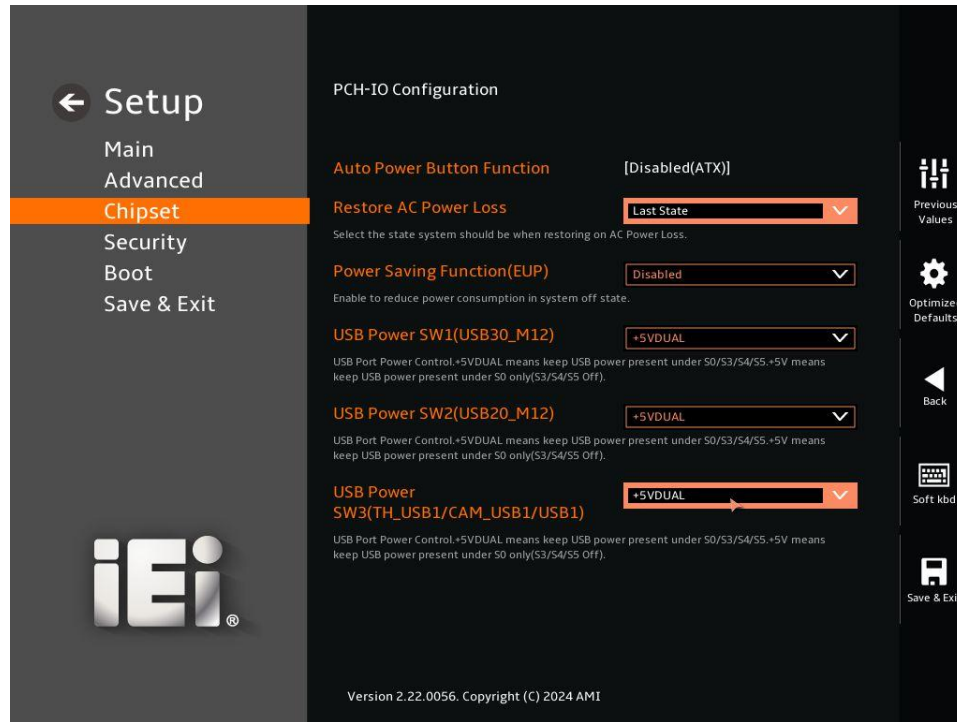 Setup
Main
Advanced
Chipset
Security
Boot
Save & Exit
iEi®
PCH-IO Configuration
Auto Power Button Function [Disabled(ATX)]
Restore AC Power Loss Last State
Select the state system should be when restoring on AC Power Loss.
Power Saving Function(EUP) Disabled
Enable to reduce power consumption in system off state.
USB Power SW1(USB30_M12) +5VDUAL
USB Port Power Control.+5VDUAL means keep USB power present under S0/S3/S4/S5.+5V means
keep USB power present under S0 only(S3/S4/S5 Off).
USB Power SW2(USB20_M12) +5VDUAL
USB Port Power Control.+5VDUAL means keep USB power present under S0/S3/S4/S5.+5V means
keep USB power present under S0 only(S3/S4/S5 Off).
USB Power +5VDUAL
SW3(TH_USB1/CAM_USB1/USB1)
USB Port Power Control.+5VDUAL means keep USB power present under S0/S3/S4/S5.+5V means
keep USB power present under S0 only(S3/S4/S5 Off).
Version 2.22.0056. Copyright (C) 2024 AMI
Previous
Values
Optimize
Defaults
Back
Soft kbd
Save & Exi